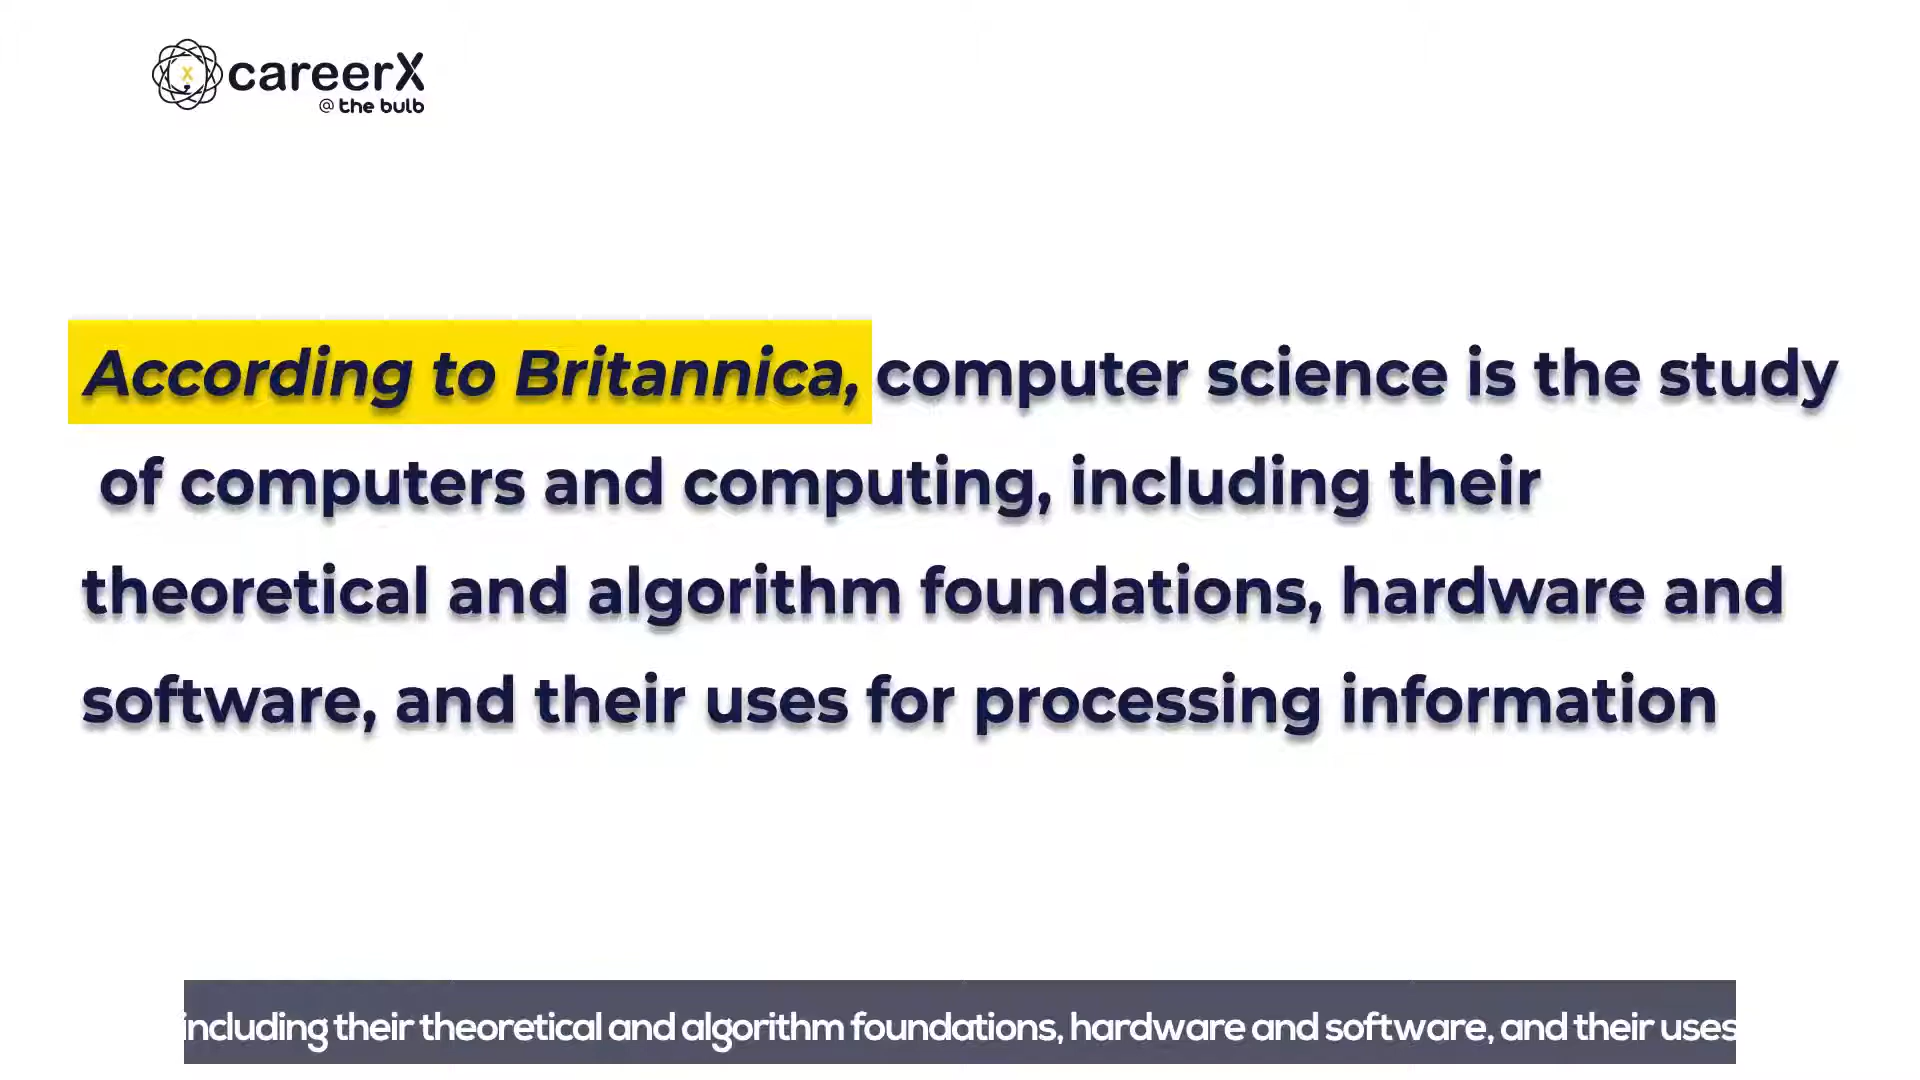 X
careerX
@ the bulb
According to Britannica, computer science is the study
of computers and computing, including their
theoretical and algorithm foundations, hardware and
software, and their uses for processing information
including their theoretical and algorithm foundations, hardware and software, and their uses